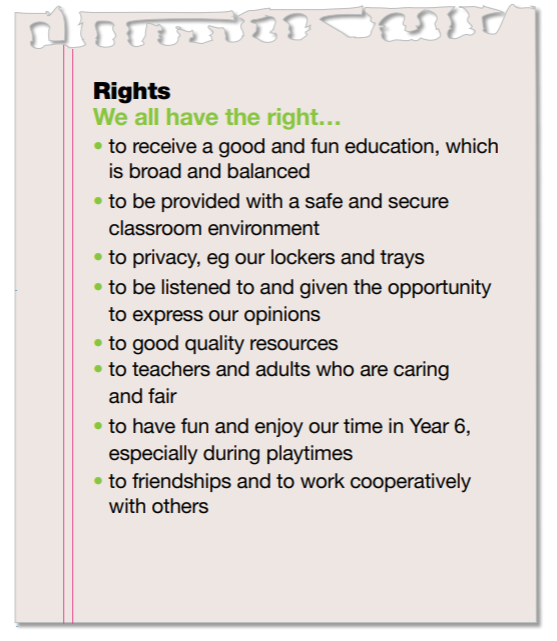 Rights
We all have the right...
• to receive a good and fun education, which
is broad and balanced
• to be provided with a safe and secure
classroom environment
• to privacy, eg our lockers and trays
• to be listened to and given the opportunity
to express our opinions
• to good quality resources
• to teachers and adults who are caring
and fair
• to have fun and enjoy our time in Year 6,
especially during playtimes
• to friendships and to work cooperatively
with others